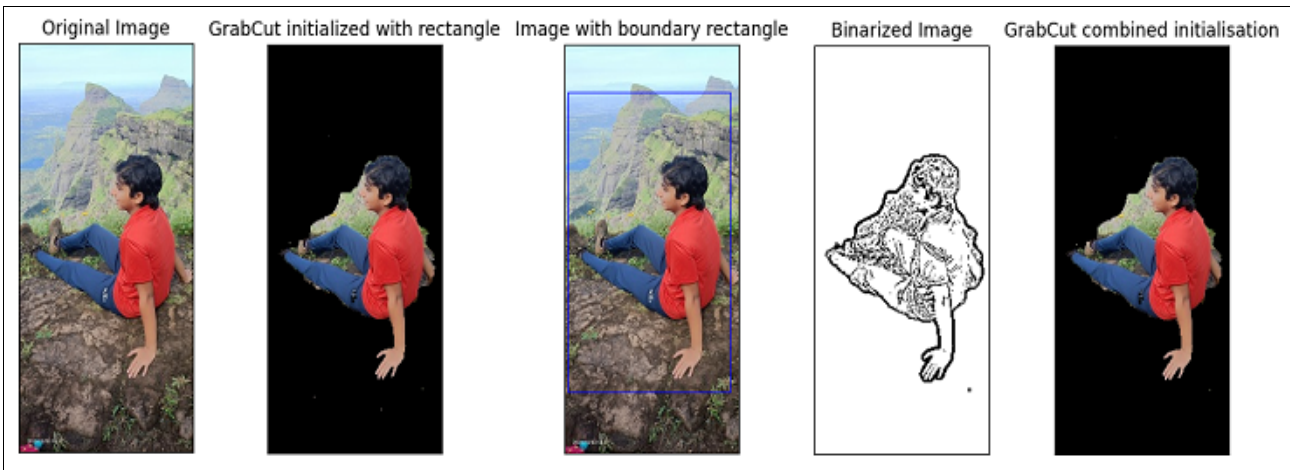 Original Image
GrabCut initialized with rectangle
Image with boundary rectangle
Binarized Image
GrabCut combined initialisation